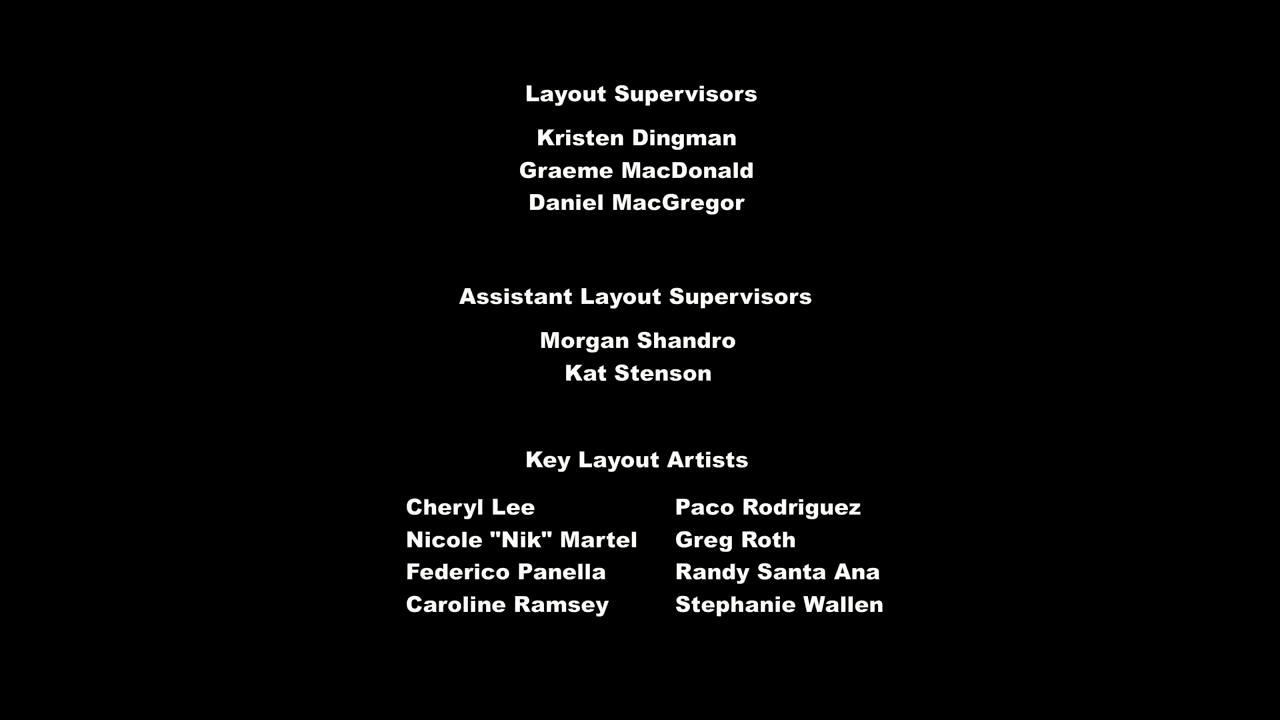 Layout Supervisors
Kristen Dingman
Graeme MacDonald
Daniel MacGregor
Assistant Layout Supervisors
Morgan Shandro
Kat Stenson
Key Layout Artists
Cheryl Lee
Nicole "Nik" Martel
Federico Panella
Caroline Ramsey
Paco Rodriguez
Greg Roth
Randy Santa Ana
Stephanie Wallen